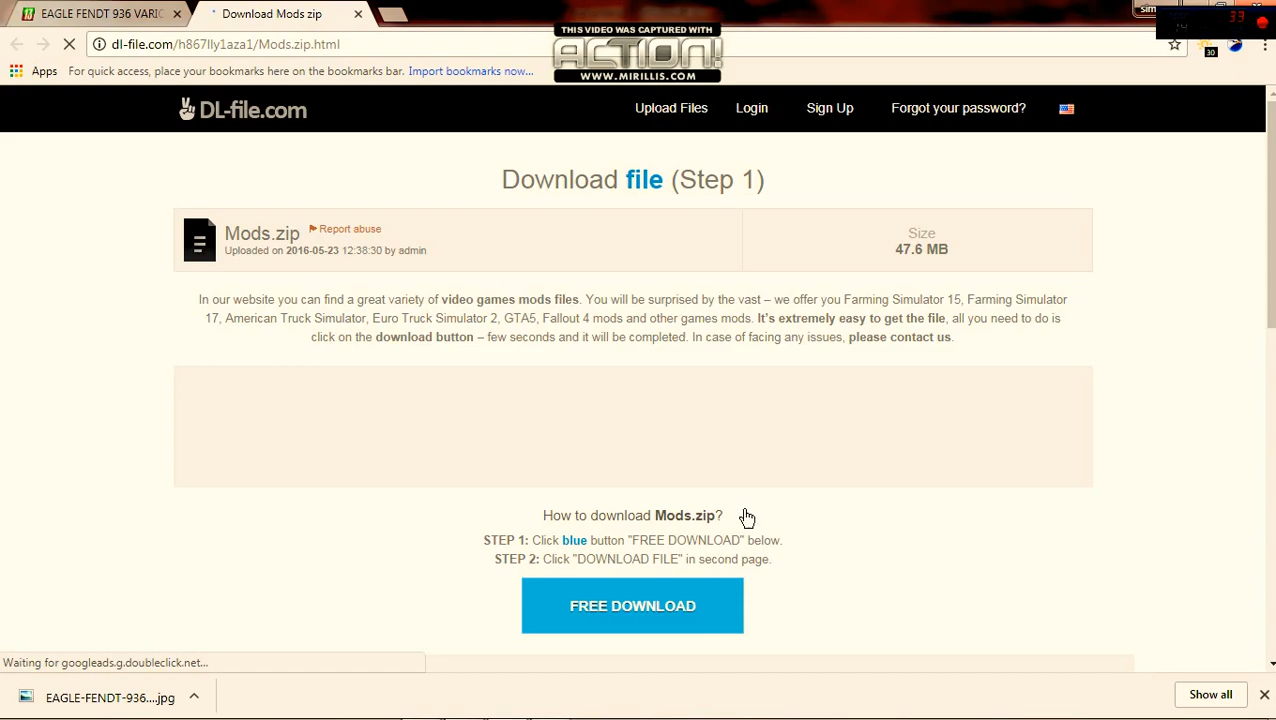 EAGLE FENDT 936 VARIO
Download Mods zip
THIS VIDEO WAS CAPTURED WITH
ACTION!
WWW.MIRILLIS.COM
sim
33
dl-file.com/h867lly1aza1/Mods.zip.html
30
Apps
For quick access, place your bookmarks here on the bookmarks bar. Import bookmarks now...
DL-file.com
Upload Files
Login
Sign Up
Forgot your password?
Download file (Step 1)
Mods.zip
Report abuse
Uploaded on 2016-05-23 12:38:30 by admin
Size
47.6 MB
In our website you can find a great variety of video games mods files. You will be surprised by the vast – we offer you Farming Simulator 15, Farming Simulator
17, American Truck Simulator, Euro Truck Simulator 2, GTA5, Fallout 4 mods and other games mods. It's extremely easy to get the file, all you need to do is
click on the download button – few seconds and it will be completed. In case of facing any issues, please contact us.
How to download Mods.zip?
STEP 1: Click blue button "FREE DOWNLOAD" below.
STEP 2: Click "DOWNLOAD FILE" in second page.
FREE DOWNLOAD
Waiting for googleads.g.doubleclick.net...
EAGLE-FENDT-936....jpg
Show all